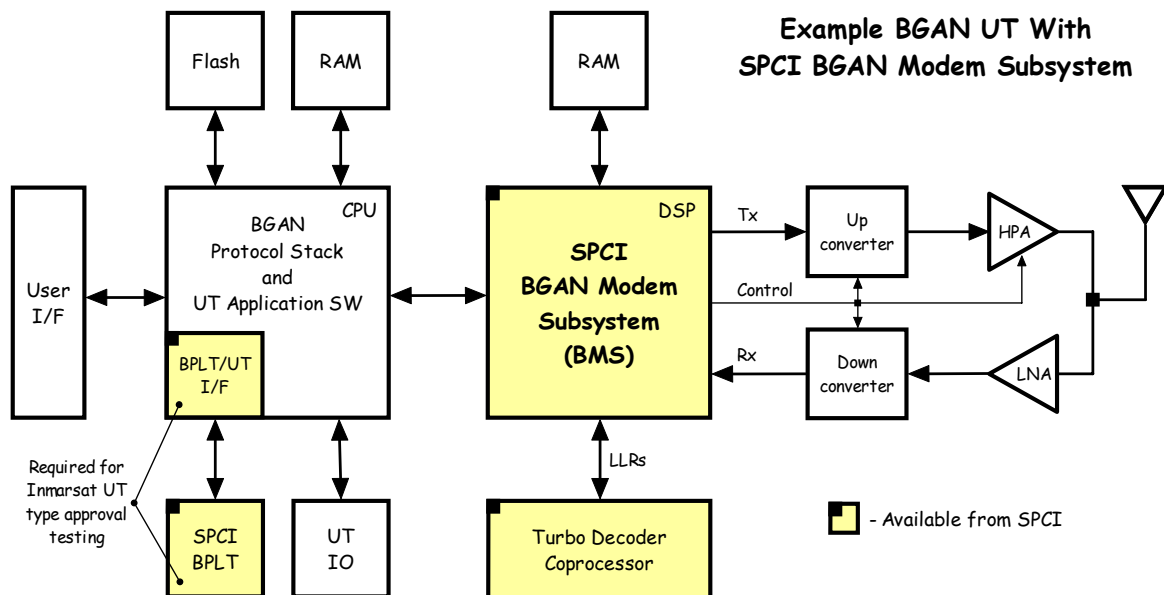 Example BGAN UT With
SPCI BGAN Modem Subsystem
Flash
RAM
RAM
User
I/F
CPU
BGAN
Protocol Stack
and
UT Application SW
BPLT/UT
I/F
DSP
SPCI
BGAN Modem
Subsystem
(BMS)
Tx
Control
Rx
Up
converter
HPA
Down
converter
LNA
LLRs
Required for
Inmarsat UT
type approval
testing
SPCI
BPLT
UT
IO
Turbo Decoder
Coprocessor
- Available from SPCI